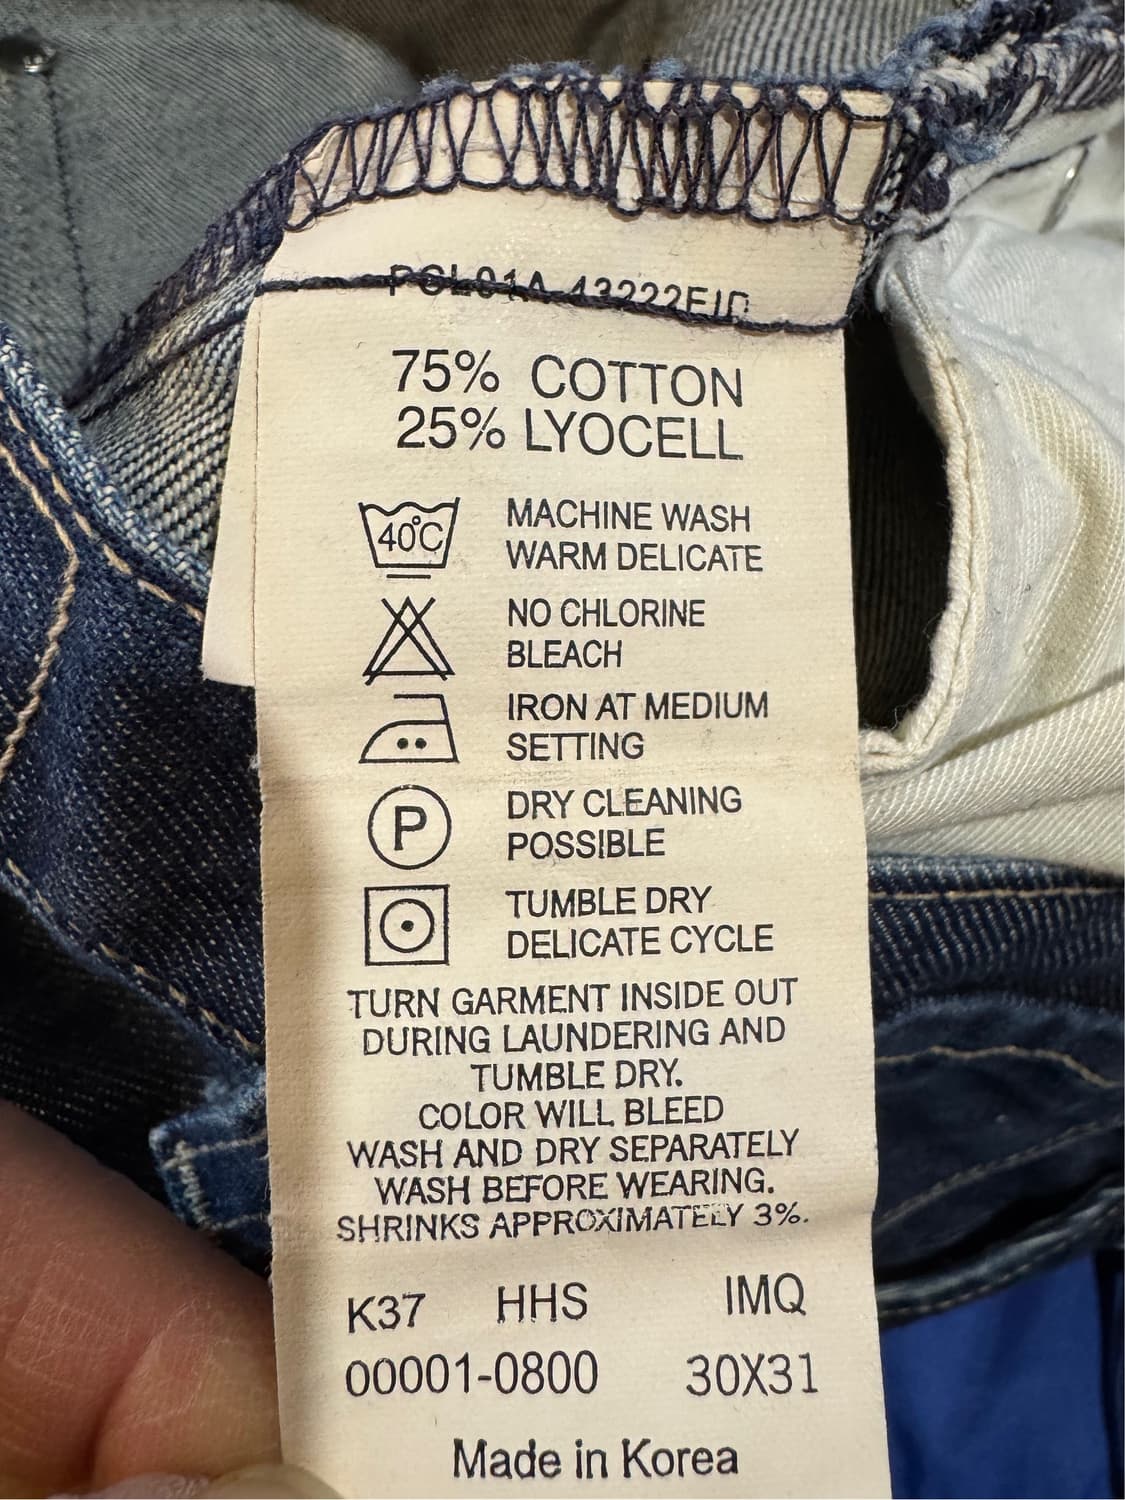 75% COTTON
25% LYOCELL
40°C
MACHINE WASH
WARM DELICATE
NO CHLORINE
BLEACH
IRON AT MEDIUM
SETTING
P
DRY CLEANING
POSSIBLE
TUMBLE DRY
DELICATE CYCLE
TURN GARMENT INSIDE OUT
DURING LAUNDERING AND
TUMBLE DRY.
COLOR WILL BLEED
WASH AND DRY SEPARATELY
WASH BEFORE WEARING.
SHRINKS APPROXIMATELY 3%.
K37 HHS IMQ
00001-0800 30X31
Made in Korea